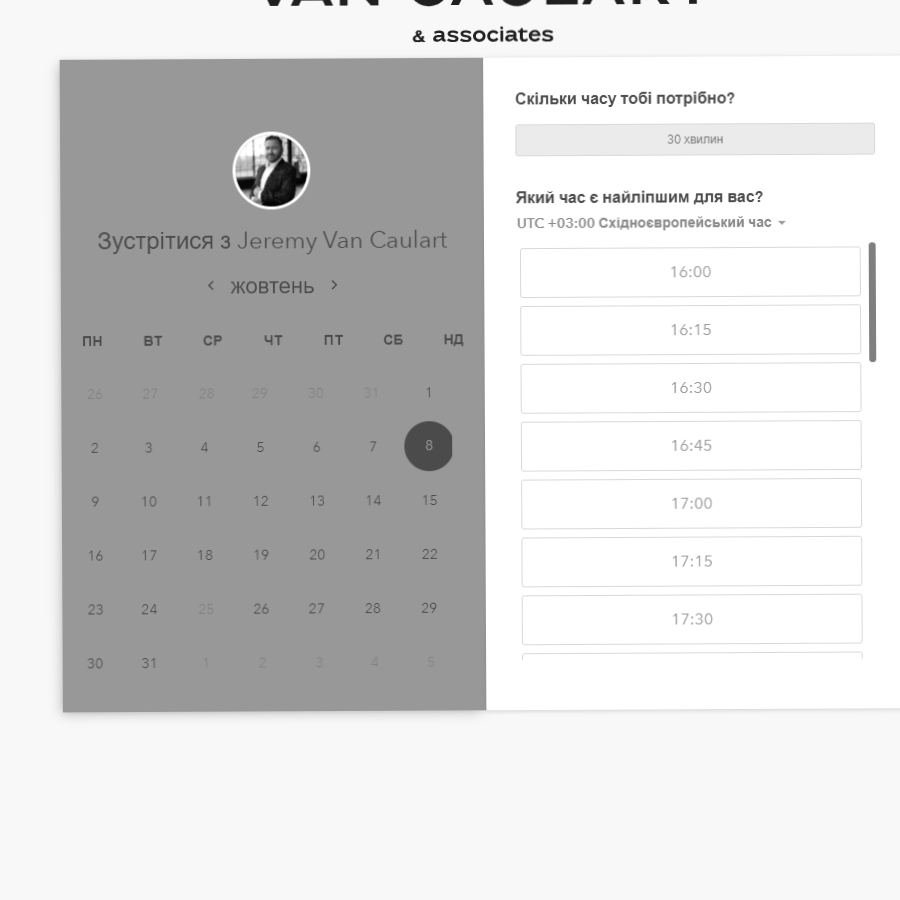 VAN CAULART
& associates
Зустрітися з Jeremy Van Caulart
жовтень
ПН ВТ СР ЧТ ПТ СБ НД
26 27 28 29 30 31 1
2 3 4 5 6 7 8
9 10 11 12 13 14 15
16 17 18 19 20 21 22
23 24 25 26 27 28 29
30 31 1 2 3 4 5
Скільки часу тобі потрібно?
30 хвилин
Який час є найліпшим для вас?
UTC +03:00 Східноєвропейський час
16:00
16:15
16:30
16:45
17:00
17:15
17:30